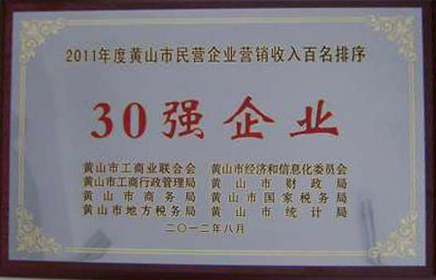 2011年度黄山市民营企业营销收入百名排序
30强企业
黄山市工商业联合会 黄山市经济和信息化委员会
黄山市工商行政管理局 黄山市财政局
黄山市商务局 黄山市国家税务局
黄山市地方税务局 黄山市统计局
二〇一二年八月